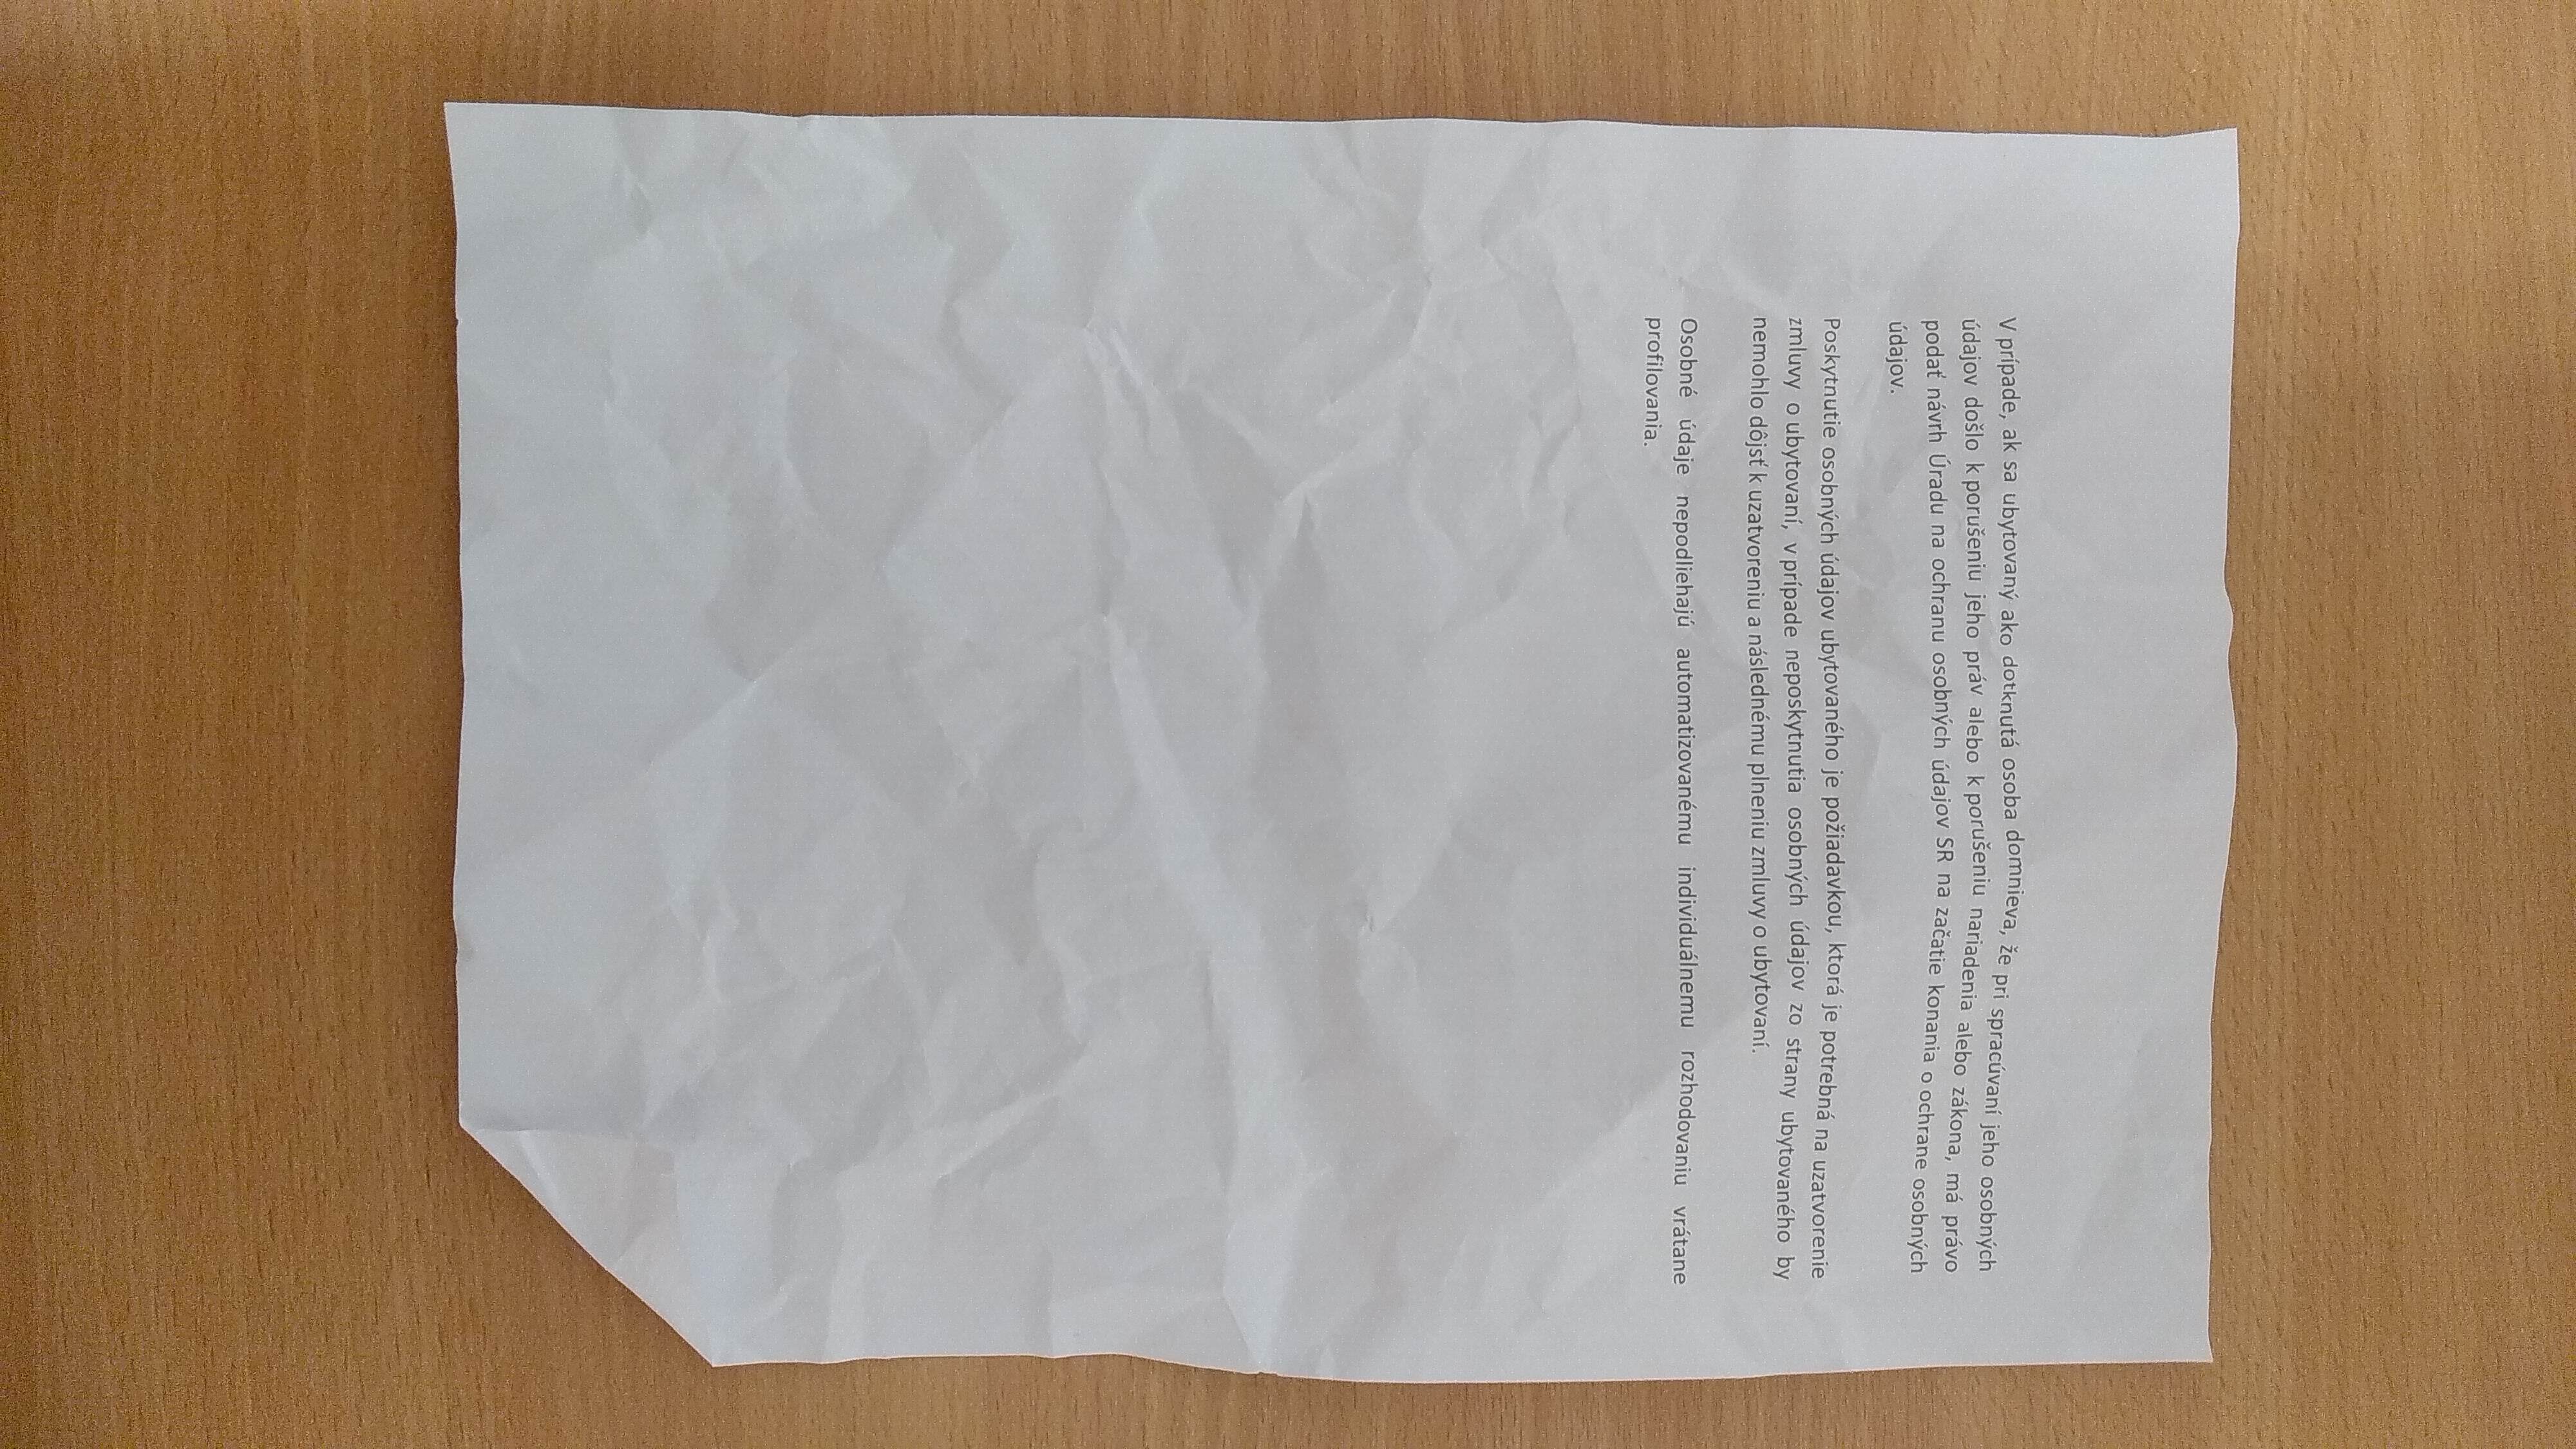 V prípade, ak sa ubytovaný ako dotknutá osoba domnieva, že pri spracúvaní jeho osobných
údajov došlo k porušeniu jeho práv alebo k porušeniu nariadenia alebo zákona, má právo
podať návrh Úradu na ochranu osobných údajov SR na začatie konania o ochrane osobných
údajov.
Poskytnutie osobných údajov ubytovaného je požiadavkou, ktorá je potrebná na uzatvorenie
zmluvy o ubytovaní, v prípade neposkytnutia osobných údajov zo strany ubytovaného by
nemohlo dôjsť k uzatvoreniu a následnému plneniu zmluvy o ubytovaní.
Osobné údaje nepodliehajú automatizovanému individuálnemu rozhodovaniu vrátane
profilovania.